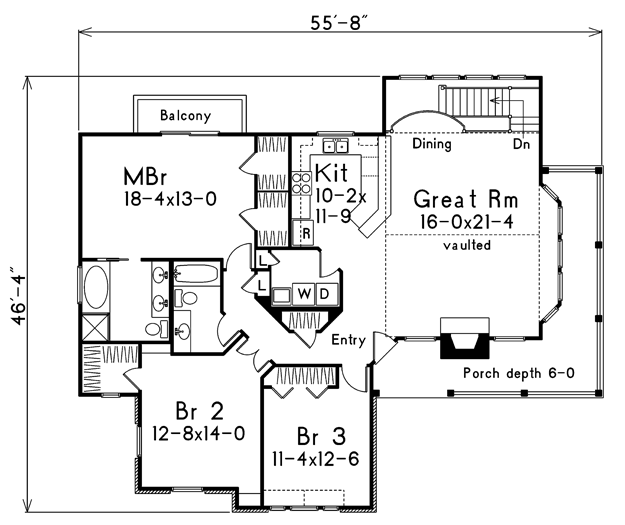 55'-8"
Balcony
Dining
Dn
MBr
18-4x13-0
Kit
10-2x
11-9
Great Rm
16-0x21-4
vaulted
R
46'-4"
L
L
W
D
Entry
Porch depth 6-0
Br 2
12-8x14-0
Br 3
11-4x12-6